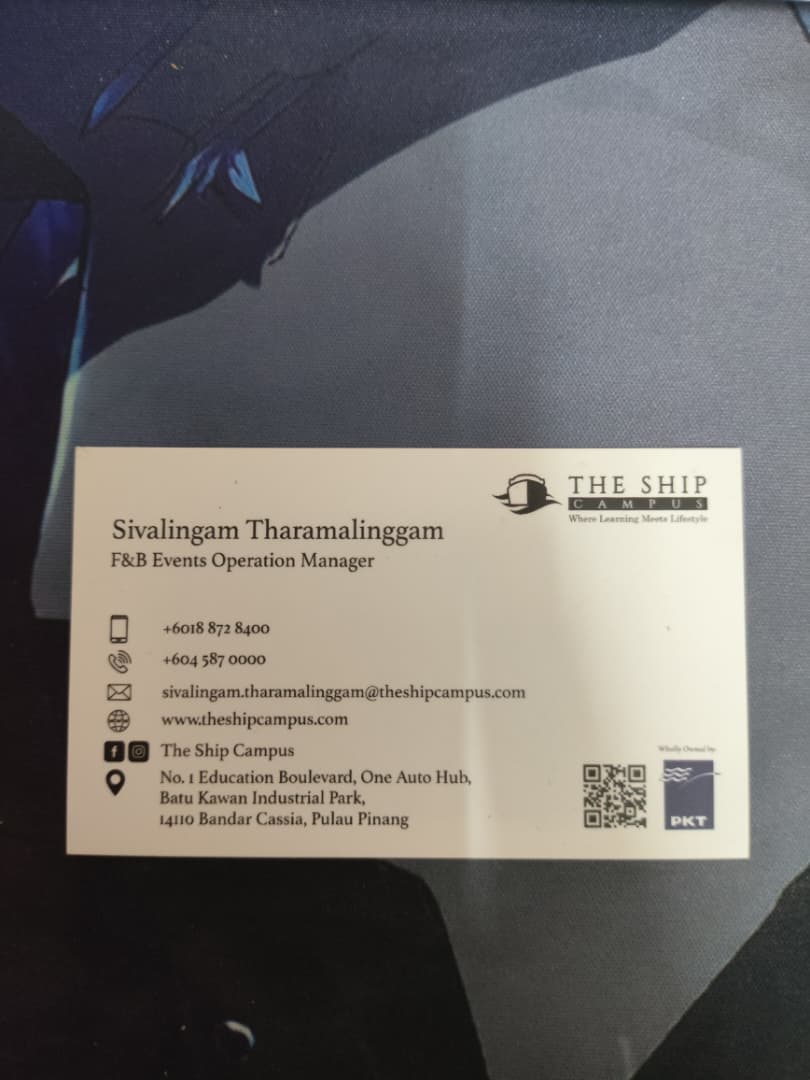 THE SHIP
CAMPUS
Where Learning Meets Lifestyle
Sivalingam Tharamalinggam
F&B Events Operation Manager
+6018 872 8400
+604 587 0000
sivalingam.tharamalinggam@theshipcampus.com
www.theshipcampus.com
The Ship Campus
No. 1 Education Boulevard, One Auto Hub,
Batu Kawan Industrial Park,
14110 Bandar Cassia, Pulau Pinang
Wholly Owned by:
PKT